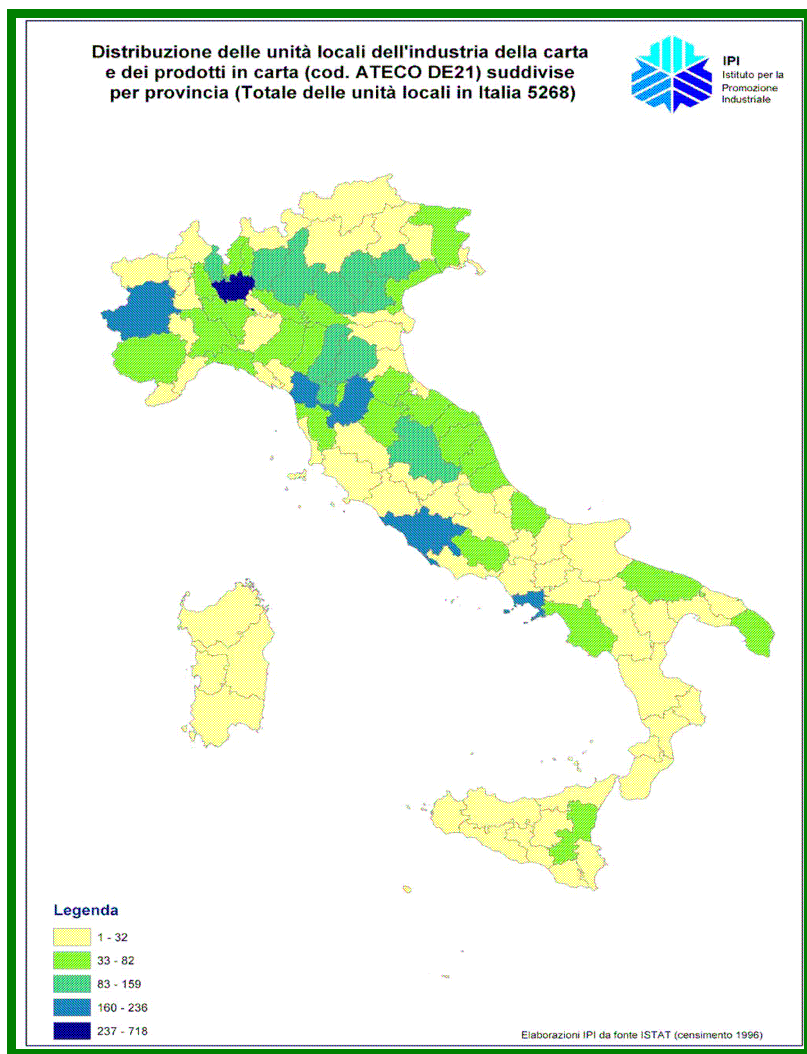 Distribuzione delle unità locali dell'industria della carta
e dei prodotti in carta (cod. ATECO DE21) suddivise
per provincia (Totale delle unità locali in Italia 5268)
IPI
Istituto per la
Promozione
Industriale
Legenda
1 - 32
33 - 82
83 - 159
160 - 236
237 - 718
Elaborazioni IPI da fonte ISTAT (censimento 1996)